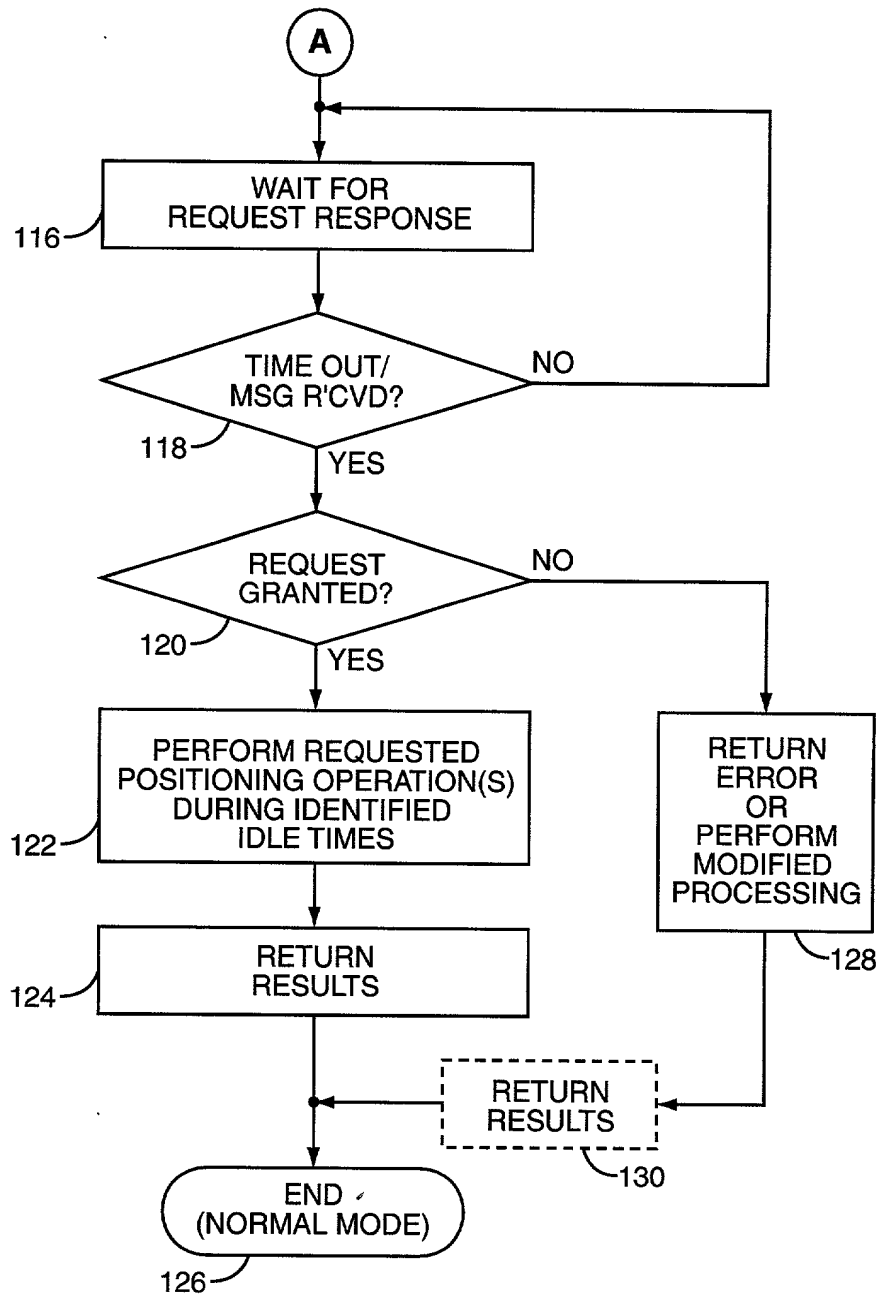 A
WAIT FOR
REQUEST RESPONSE
116
TIME OUT/
MSG R'CVD?
NO
118
YES
REQUEST
GRANTED?
NO
120
YES
PERFORM REQUESTED
POSITIONING OPERATION(S)
DURING IDENTIFIED
IDLE TIMES
122
RETURN
ERROR
OR
PERFORM
MODIFIED
PROCESSING
128
RETURN
RESULTS
124
RETURN
RESULTS
130
END
(NORMAL MODE)
126